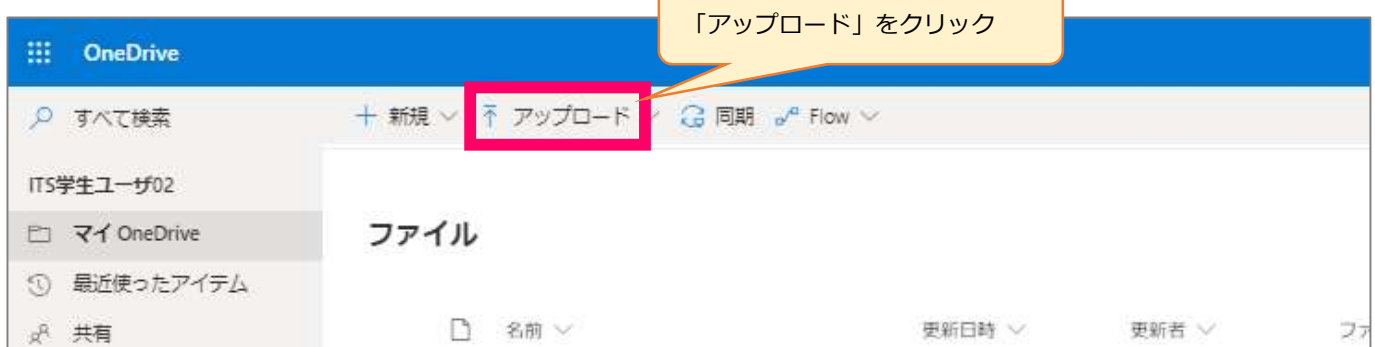 「アップロード」をクリック
OneDrive
すべて検索
新規 アップロード 同期 Flow
ITS学生ユーザ02
マイ OneDrive
ファイル
最近使ったアイテム
共有
名前 更新日時 更新者